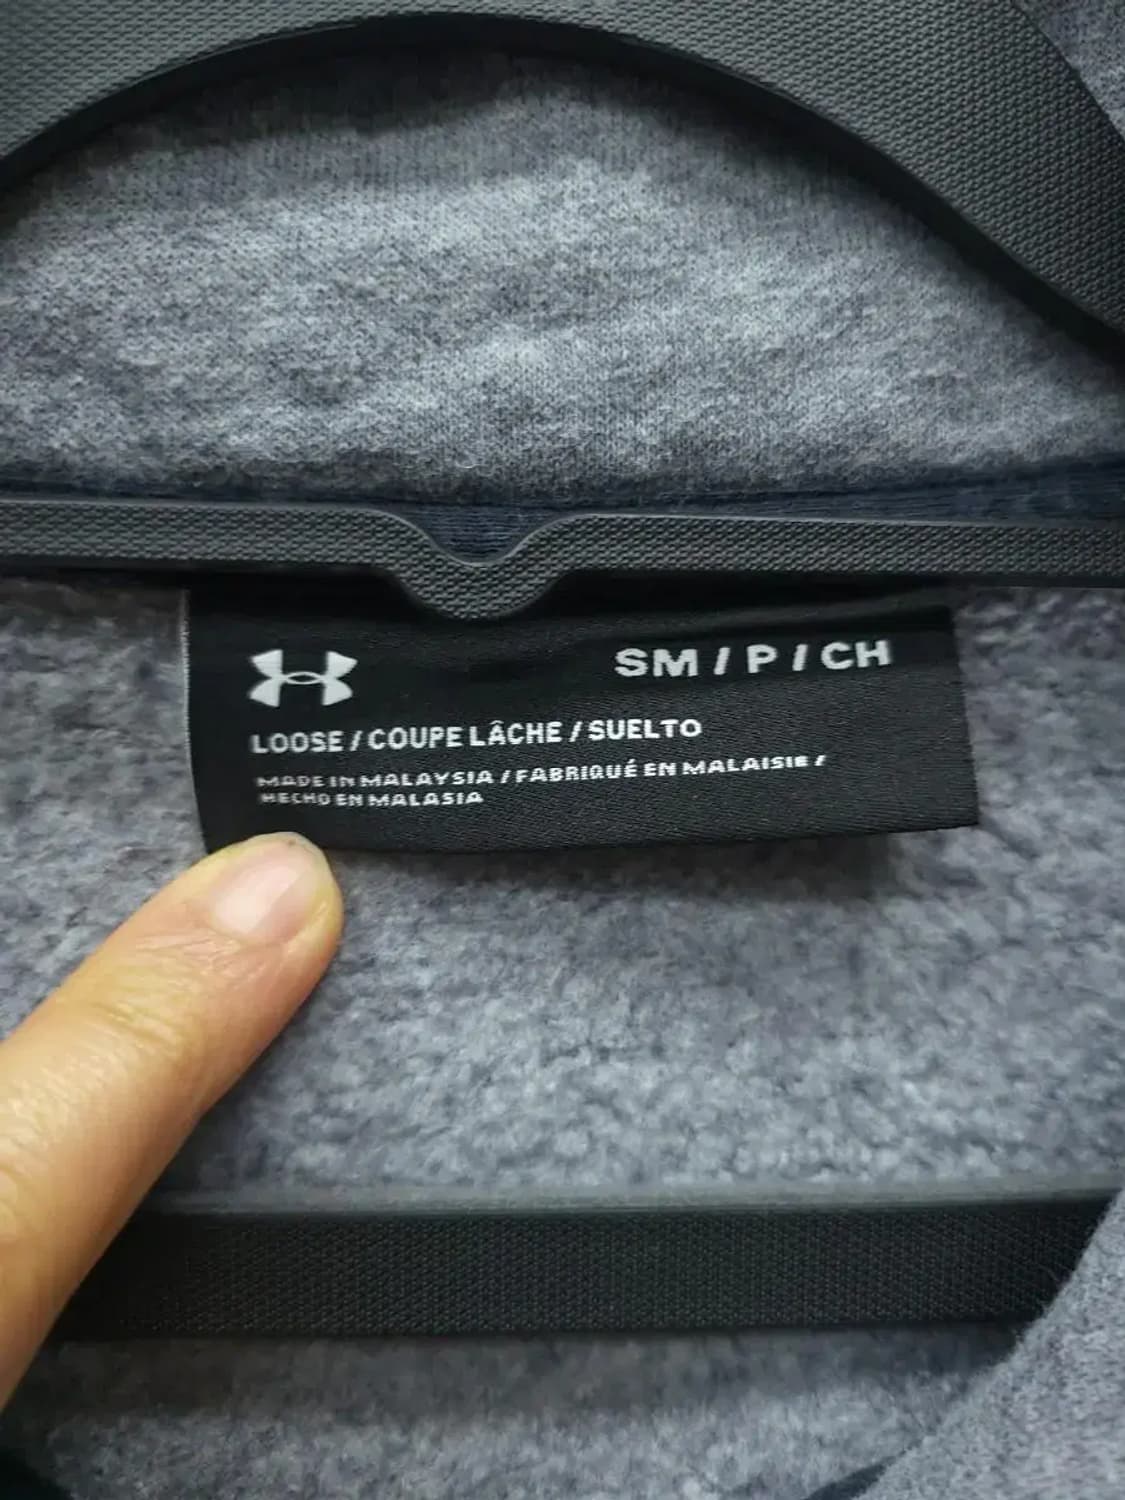 SM / P / CH
LOOSE / COUPE LÂCHE / SUELTO
MADE IN MALAYSIA / FABRIQUÉ EN MALAISIE /
HECHO EN MALASIA